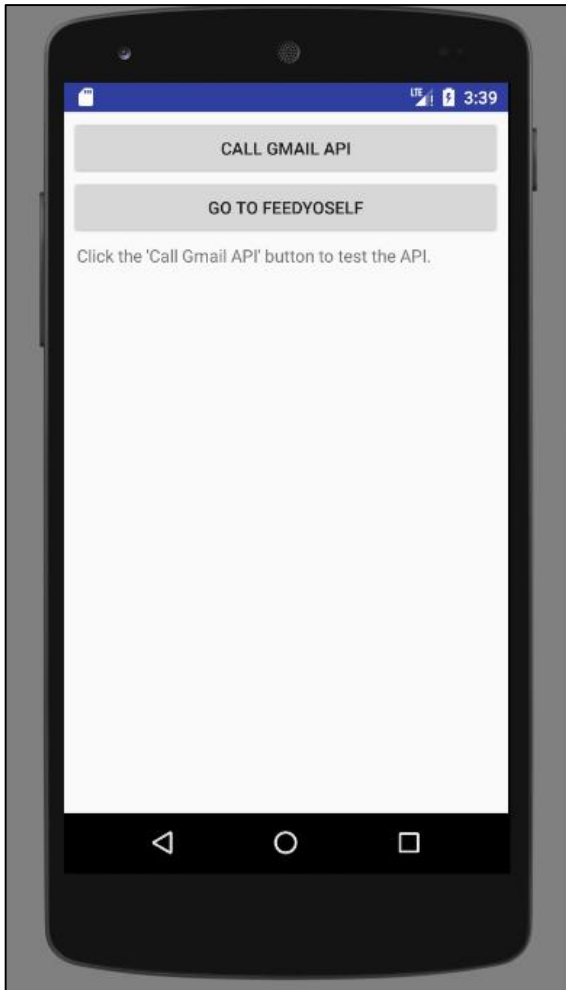 LTE 3:39
CALL GMAIL API
GO TO FEEDYOSELF
Click the 'Call Gmail API' button to test the API.